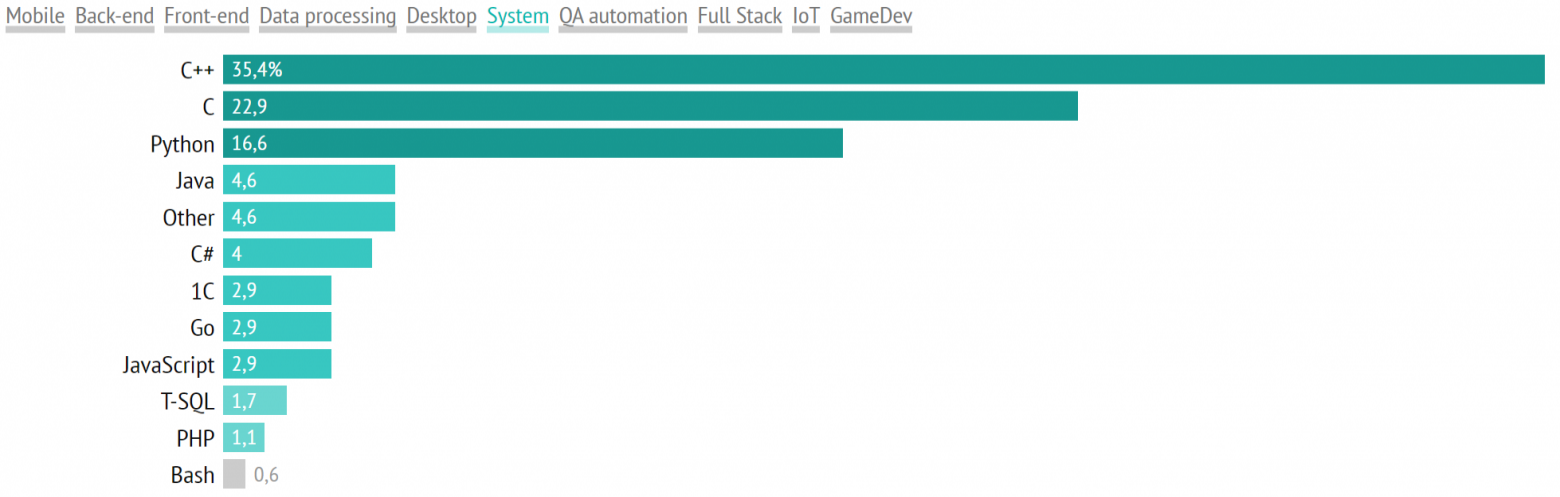 Mobile Back-end Front-end Data processing Desktop System QA automation Full Stack IoT GameDev
C++ 35,4%
C 22,9
Python 16,6
Java 4,6
Other 4,6
C# 4
1C 2,9
Go 2,9
JavaScript 2,9
T-SQL 1,7
PHP 1,1
Bash 0,6